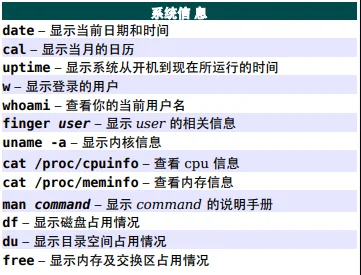 系统信息
date – 显示当前日期和时间
cal – 显示当月的日历
uptime – 显示系统从开机到现在所运行的时间
w – 显示登录的用户
whoami – 查看你的当前用户名
finger user – 显示 user 的相关信息
uname -a – 显示内核信息
cat /proc/cpuinfo – 查看 cpu 信息
cat /proc/meminfo – 查看内存信息
man command – 显示 command 的说明手册
df – 显示磁盘占用情况
du – 显示目录空间占用情况
free – 显示内存及交换区占用情况